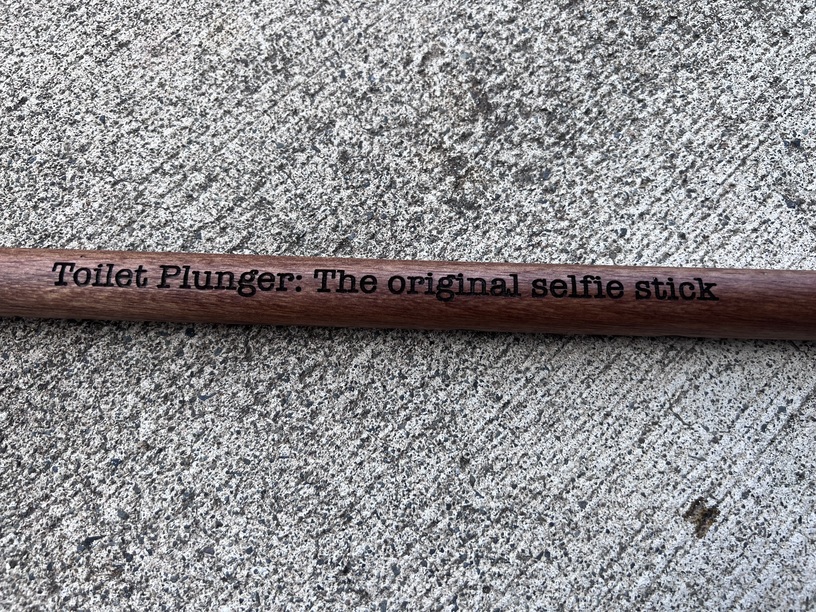 Toilet Plunger: The original selfie stick